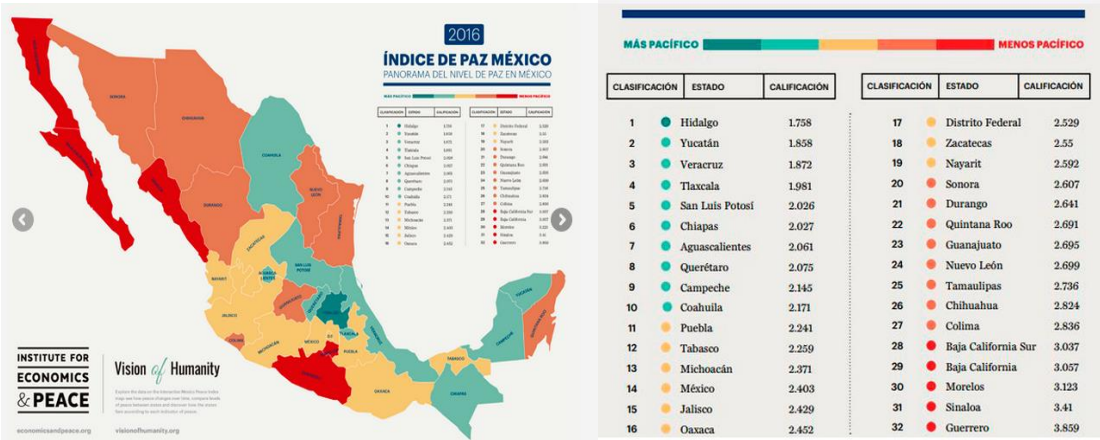 2016
ÍNDICE DE PAZ MÉXICO
PANORAMA DEL NIVEL DE PAZ EN MÉXICO
MÁS PACÍFICO MENOS PACÍFICO
SONORA
CHIHUAHUA
COAHUILA
NUEVO LEÓN
TAMAULIPAS
SINALOA
DURANGO
ZACATECAS
SAN LUIS POTOSÍ
NAYARIT
JALISCO
COLIMA
MICHOACÁN
MÉXICO
PUEBLA
OAXACA
TABASCO
CHIAPAS
CAMPECHE
YUCATÁN
QUINTANA ROO
INSTITUTE FOR
ECONOMICS
& PEACE
Vision of Humanity
economicsandpeace.org
visionofhumanity.org
MÁS PACÍFICO MENOS PACÍFICO
CLASIFICACIÓN ESTADO CALIFICACIÓN
1 Hidalgo 1.758
2 Yucatán 1.858
3 Veracruz 1.872
4 Tlaxcala 1.981
5 San Luis Potosí 2.026
6 Chiapas 2.027
7 Aguascalientes 2.061
8 Querétaro 2.075
9 Campeche 2.145
10 Coahuila 2.171
11 Puebla 2.241
12 Tabasco 2.259
13 Michoacán 2.371
14 México 2.403
15 Jalisco 2.429
16 Oaxaca 2.452
CLASIFICACIÓN ESTADO CALIFICACIÓN
17 Distrito Federal 2.529
18 Zacatecas 2.55
19 Nayarit 2.592
20 Sonora 2.607
21 Durango 2.641
22 Quintana Roo 2.691
23 Guanajuato 2.695
24 Nuevo León 2.699
25 Tamaulipas 2.736
26 Chihuahua 2.824
27 Colima 2.836
28 Baja California Sur 3.037
29 Baja California 3.057
30 Morelos 3.123
31 Sinaloa 3.41
32 Guerrero 3.859